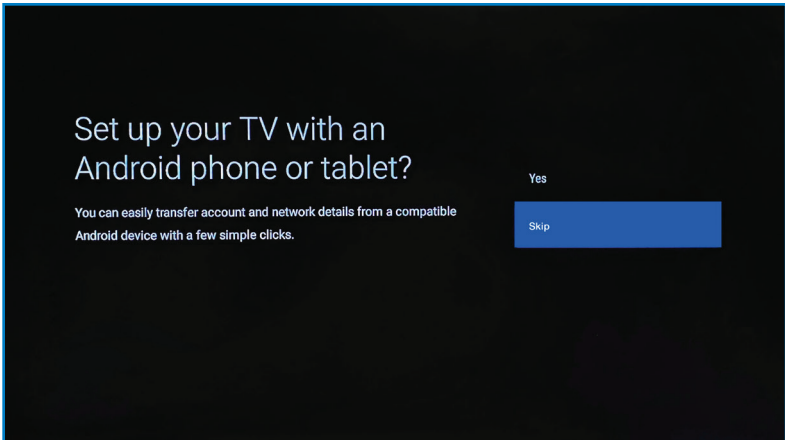 Set up your TV with an
Android phone or tablet?
You can easily transfer account and network details from a compatible
Android device with a few simple clicks.
Yes
Skip